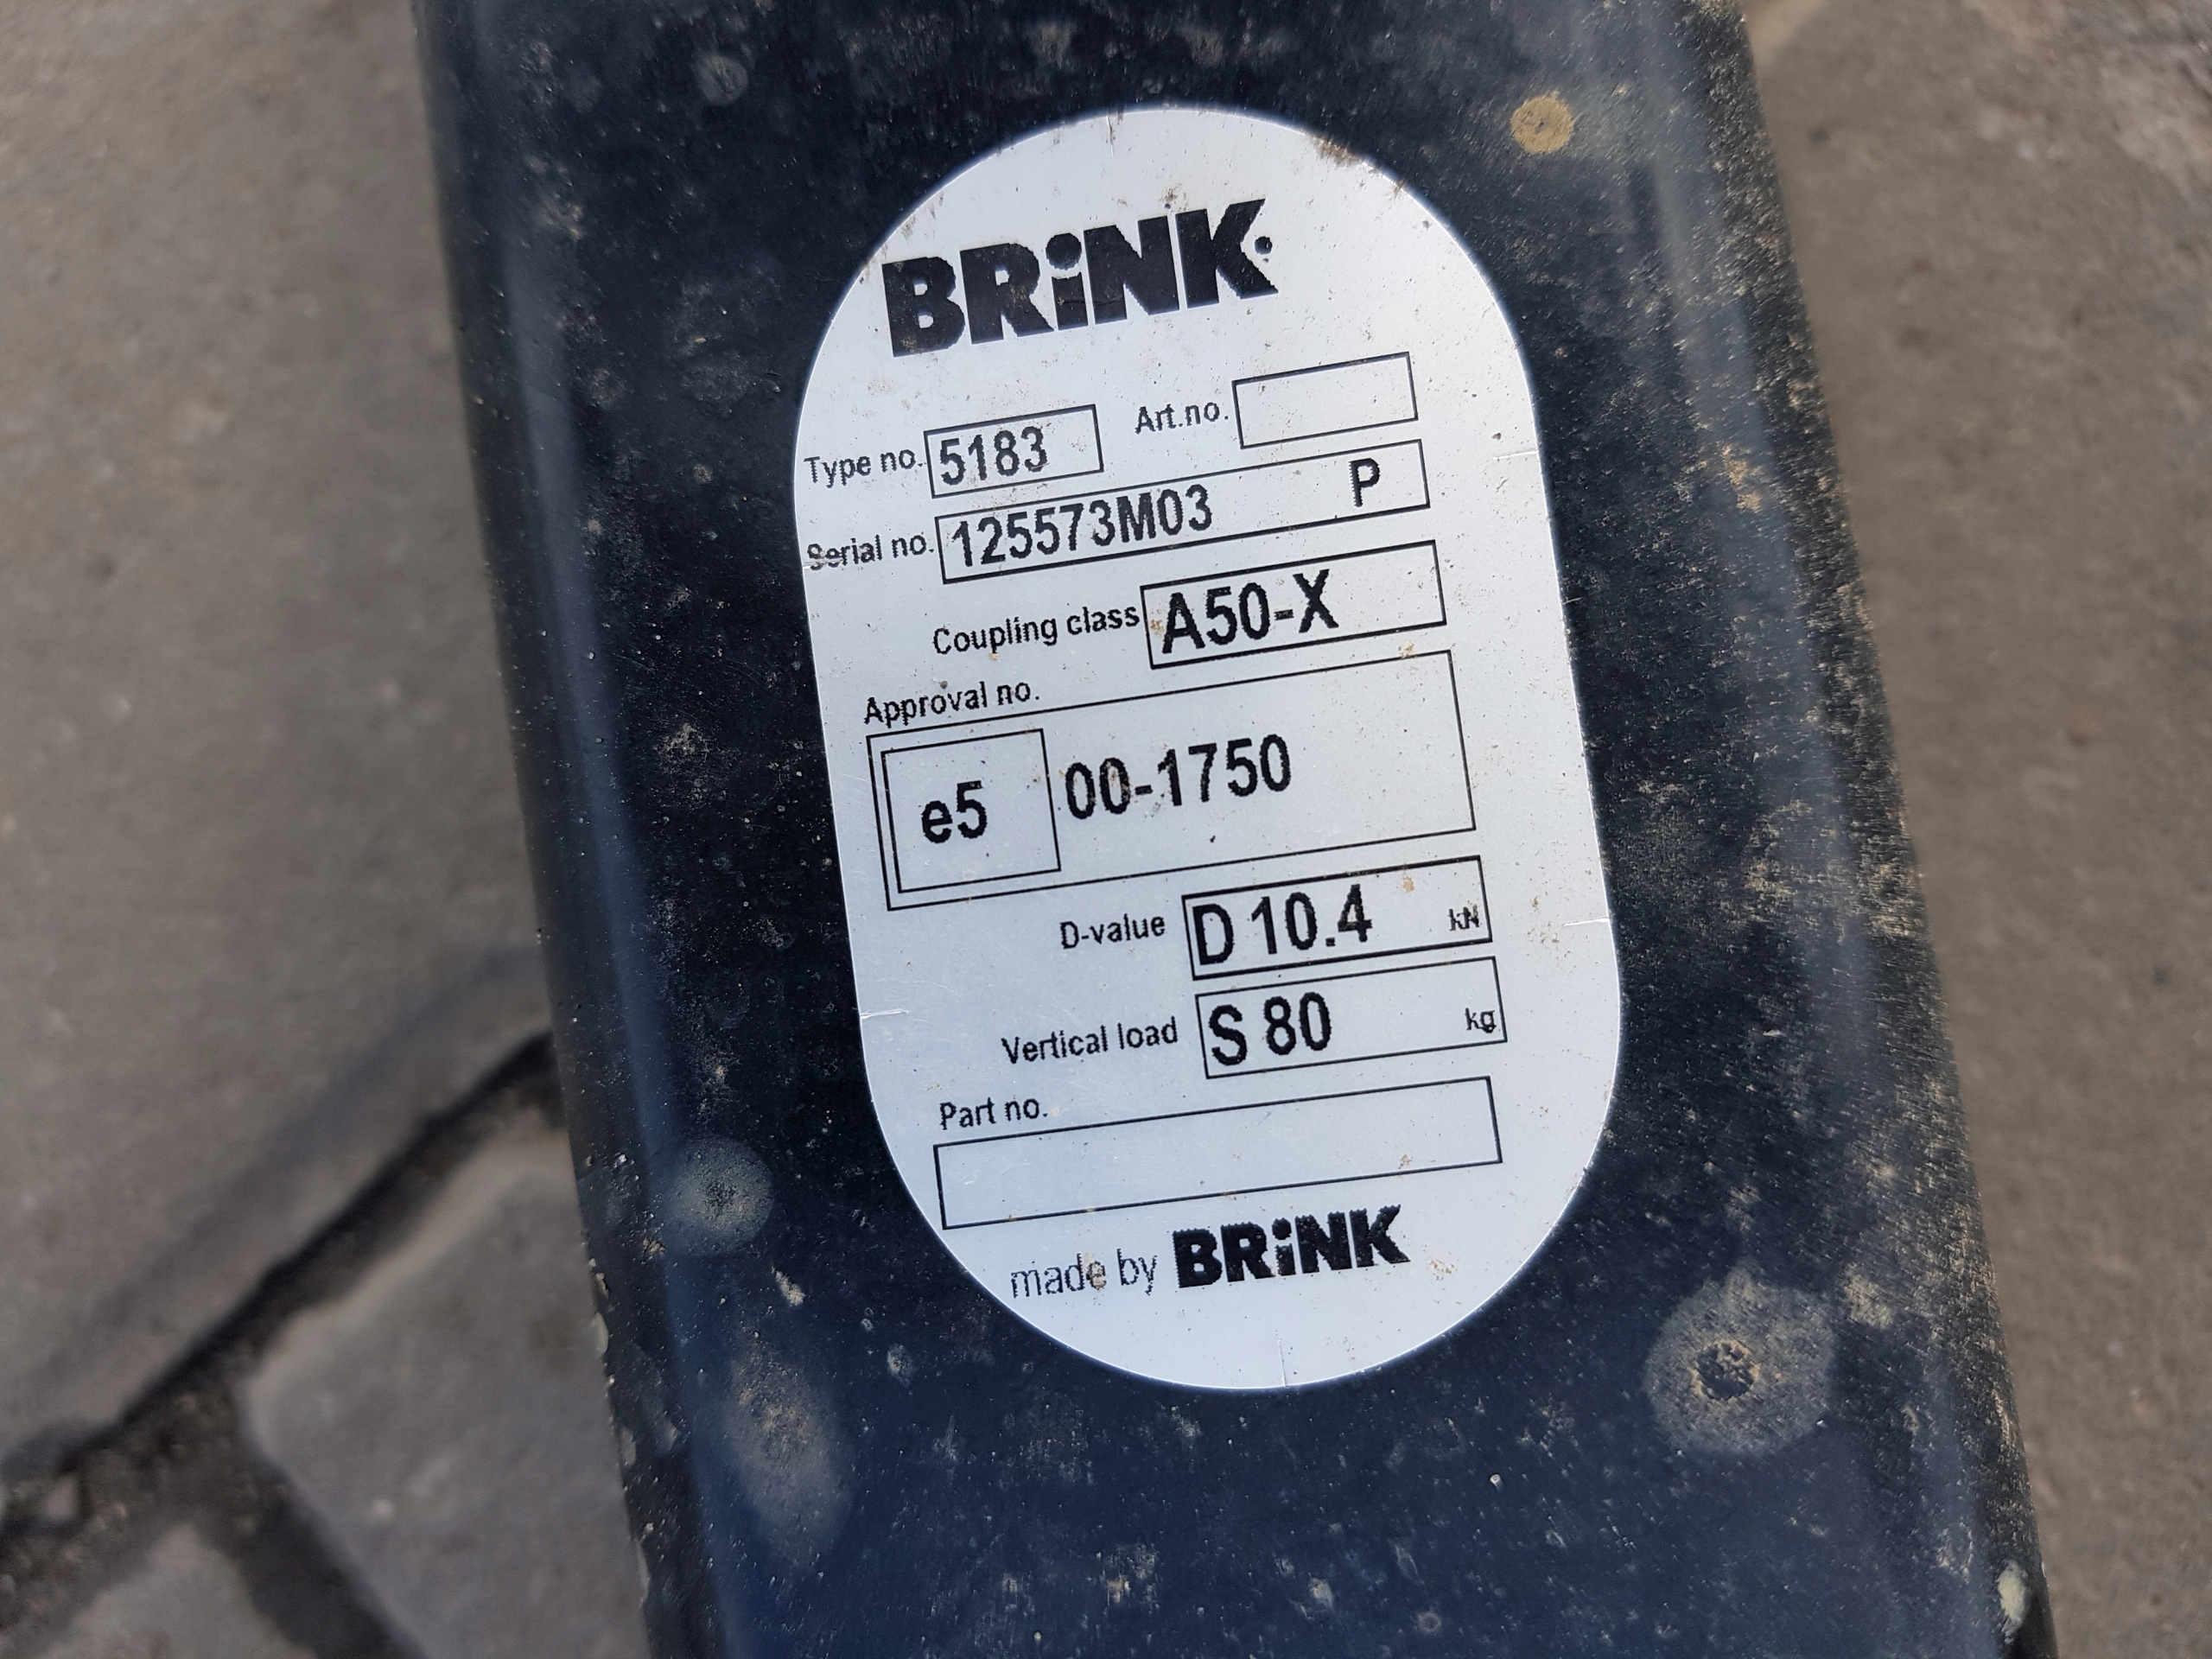 BRiNK
Type no. 5183 Art.no.
Serial no. 125573M03 P
Coupling class A50-X
Approval no.
e5 00-1750
D-value D 10.4 kN
Vertical load S 80 kg
Part no.
made by BRiNK